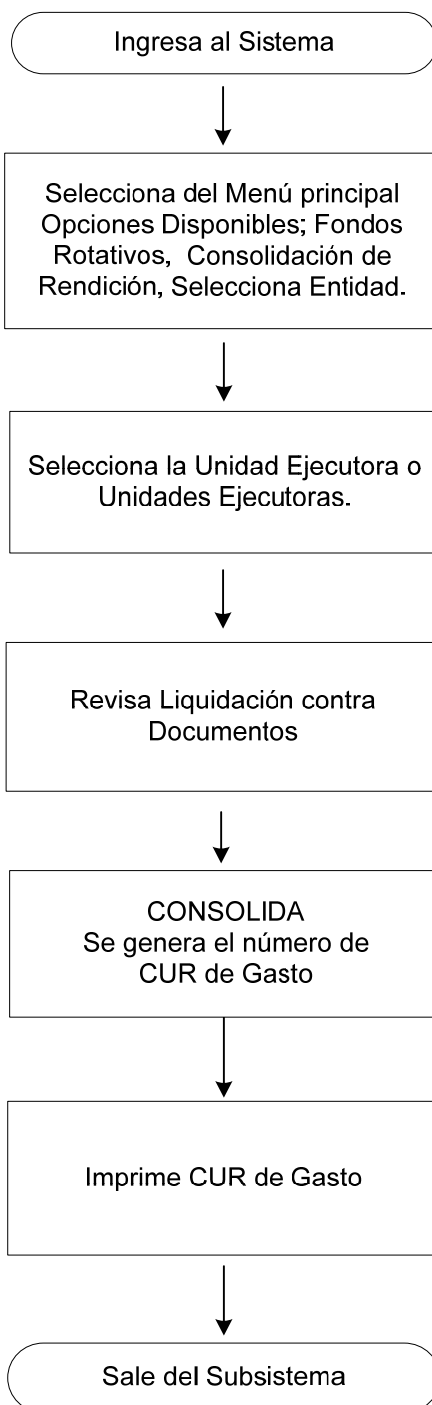 Ingresa al Sistema
Selecciona del Menú principal
Opciones Disponibles; Fondos
Rotativos, Consolidación de
Rendición, Selecciona Entidad.
Selecciona la Unidad Ejecutora o
Unidades Ejecutoras.
Revisa Liquidación contra
Documentos
CONSOLIDA
Se genera el número de
CUR de Gasto
Imprime CUR de Gasto
Sale del Subsistema